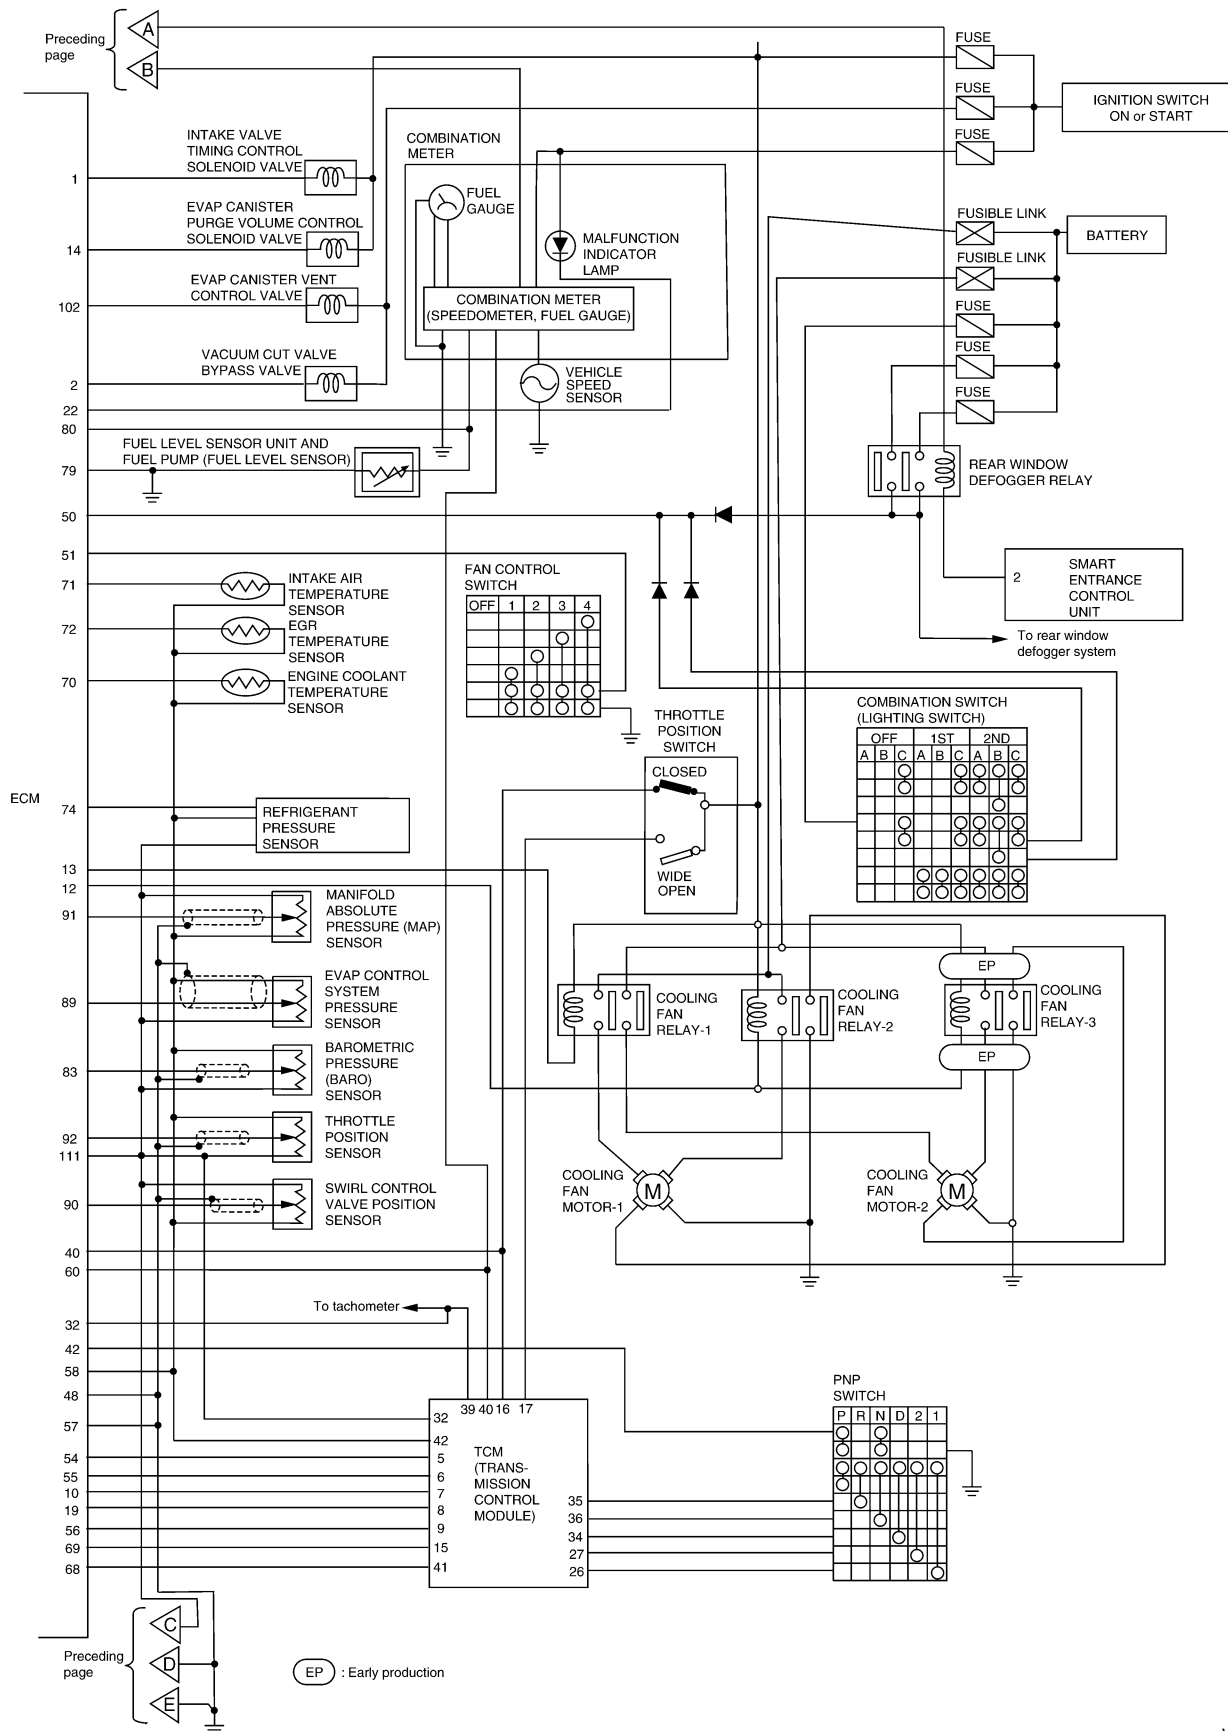 Preceding
page
A
B
FUSE
FUSE
FUSE
IGNITION SWITCH
ON or START
INTAKE VALVE
TIMING CONTROL
SOLENOID VALVE
1
COMBINATION
METER
FUEL
GAUGE
EVAP CANISTER
PURGE VOLUME CONTROL
SOLENOID VALVE
14
MALFUNCTION
INDICATOR
LAMP
FUSIBLE LINK
BATTERY
FUSIBLE LINK
FUSE
FUSE
FUSE
EVAP CANISTER VENT
CONTROL VALVE
102
COMBINATION METER
(SPEEDOMETER, FUEL GAUGE)
VACUUM CUT VALVE
BYPASS VALVE
2
VEHICLE
SPEED
SENSOR
22
80
FUEL LEVEL SENSOR UNIT AND
FUEL PUMP (FUEL LEVEL SENSOR)
79
REAR WINDOW
DEFOGGER RELAY
50
51
2
SMART
ENTRANCE
CONTROL
UNIT
To rear window
defogger system
71
INTAKE AIR
TEMPERATURE
SENSOR
72
EGR
TEMPERATURE
SENSOR
70
ENGINE COOLANT
TEMPERATURE
SENSOR
FAN CONTROL
SWITCH
OFF 1 2 3 4
THROTTLE
POSITION
SWITCH
CLOSED
WIDE
OPEN
COMBINATION SWITCH
(LIGHTING SWITCH)
OFF 1ST 2ND
A B C A B C A B C
ECM
74
REFRIGERANT
PRESSURE
SENSOR
13
12
91
MANIFOLD
ABSOLUTE
PRESSURE (MAP)
SENSOR
89
EVAP CONTROL
SYSTEM
PRESSURE
SENSOR
COOLING
FAN
RELAY-1
COOLING
FAN
RELAY-2
EP
COOLING
FAN
RELAY-3
EP
83
BAROMETRIC
PRESSURE
(BARO)
SENSOR
92
111
THROTTLE
POSITION
SENSOR
90
SWIRL CONTROL
VALVE POSITION
SENSOR
COOLING
FAN
MOTOR-1
M
COOLING
FAN
MOTOR-2
M
40
60
To tachometer
32
42
58
48
57
54
55
10
19
56
69
68
39 40 16 17
32
42
5
6
7
8
9
15
41
TCM
(TRANS-
MISSION
CONTROL
MODULE)
35
36
34
27
26
PNP
SWITCH
P R N D 2 1
Preceding
page
C
D
E
EP : Early production